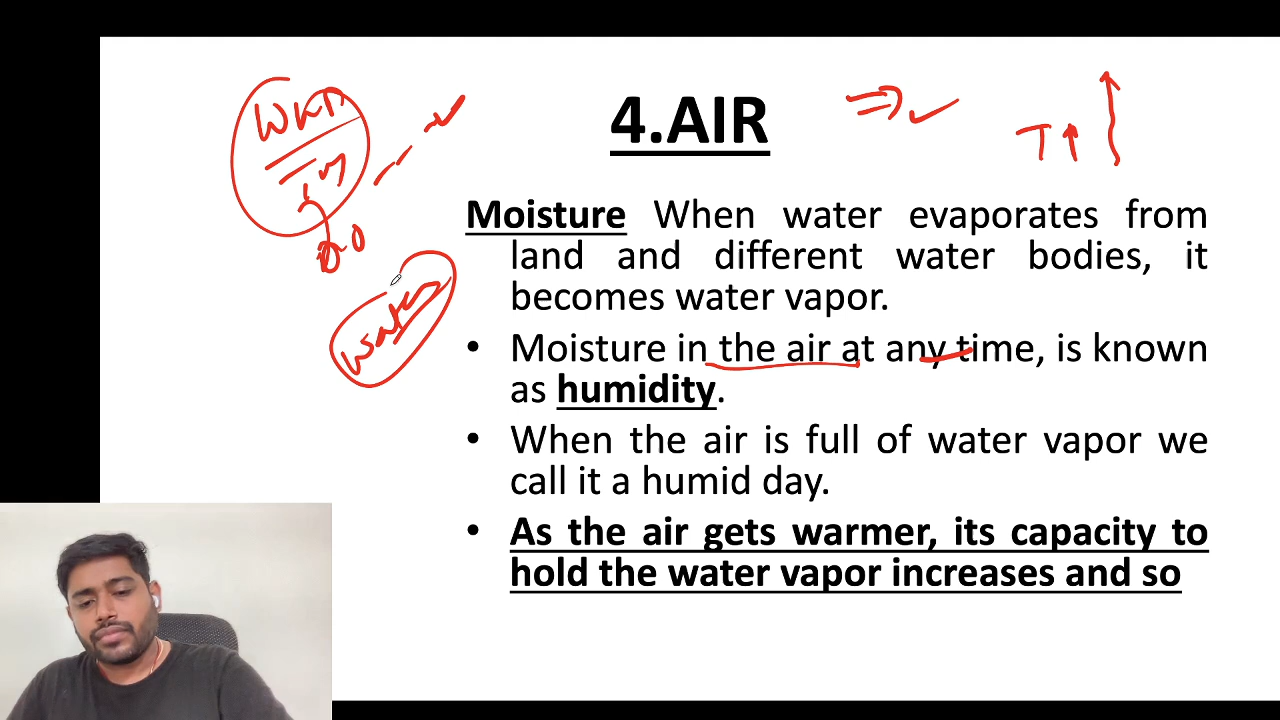 4.AIR
T
Moisture When water evaporates from
land and different water bodies, it
becomes water vapor.
water
• Moisture in the air at any time, is known
as humidity.
• When the air is full of water vapor we
call it a humid day.
• As the air gets warmer, its capacity to
hold the water vapor increases and so